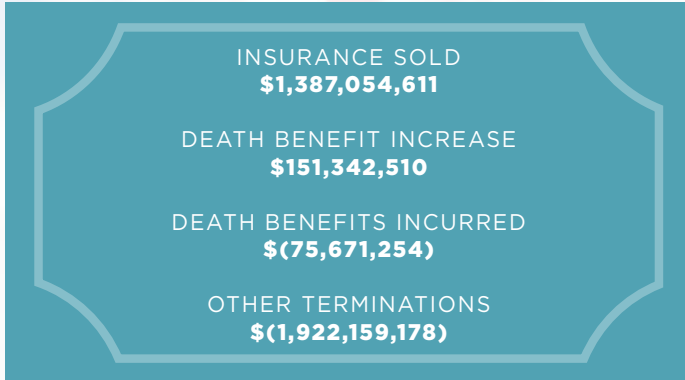 INSURANCE SOLD
$1,387,054,611
DEATH BENEFIT INCREASE
$151,342,510
DEATH BENEFITS INCURRED
$(75,671,254)
OTHER TERMINATIONS
$(1,922,159,178)